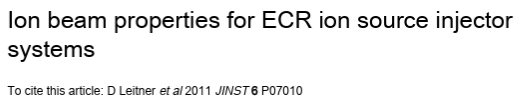 Ion beam properties for ECR ion source injector
systems
To cite this article: D Leitner et al 2011 JINST 6 P07010